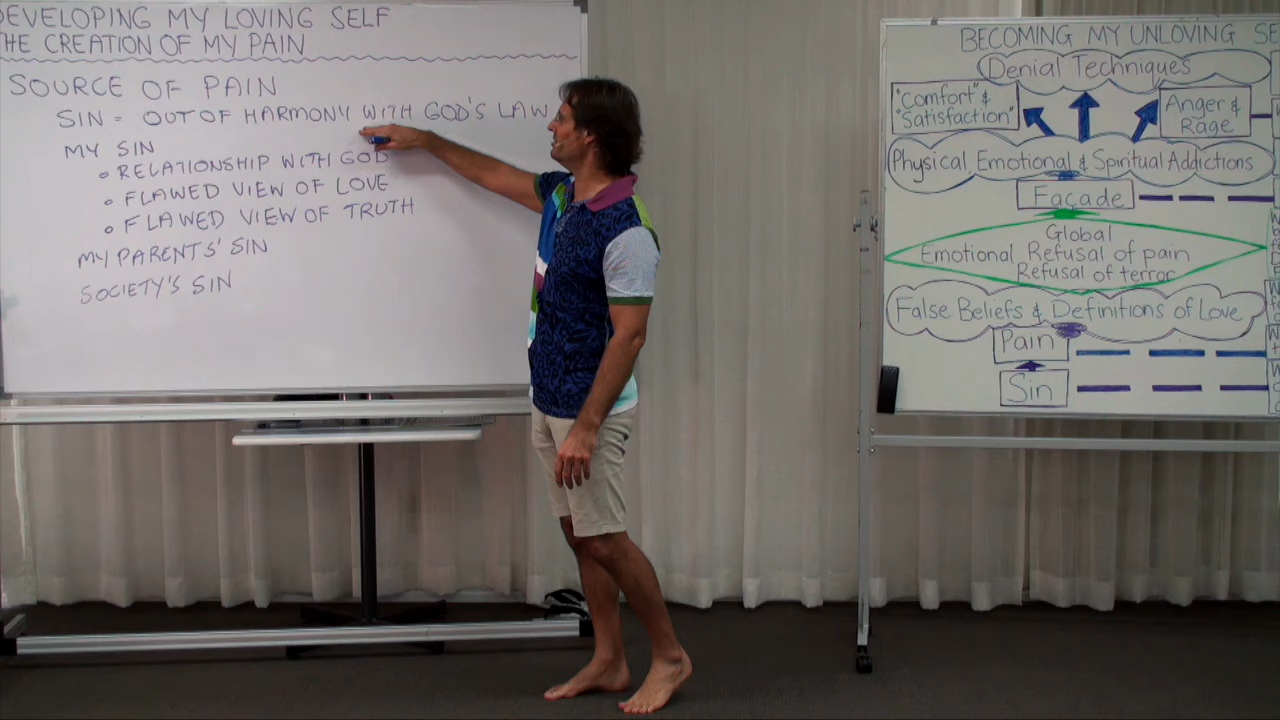 DEVELOPING MY LOVING SELF
THE CREATION OF MY PAIN
SOURCE OF PAIN
SIN = OUT OF HARMONY WITH GOD'S LAW
MY SIN
• RELATIONSHIP WITH GOD
• FLAWED VIEW OF LOVE
• FLAWED VIEW OF TRUTH
MY PARENTS' SIN
SOCIETY'S SIN
BECOMING MY UNLOVING SE
Denial Techniques
"Comfort" &
"Satisfaction"
Anger &
Rage
Physical, Emotional & Spiritual Addictions
Façade
Global
Emotional Refusal of pain
Refusal of terror
False Beliefs & Definitions of Love
Pain
Sin